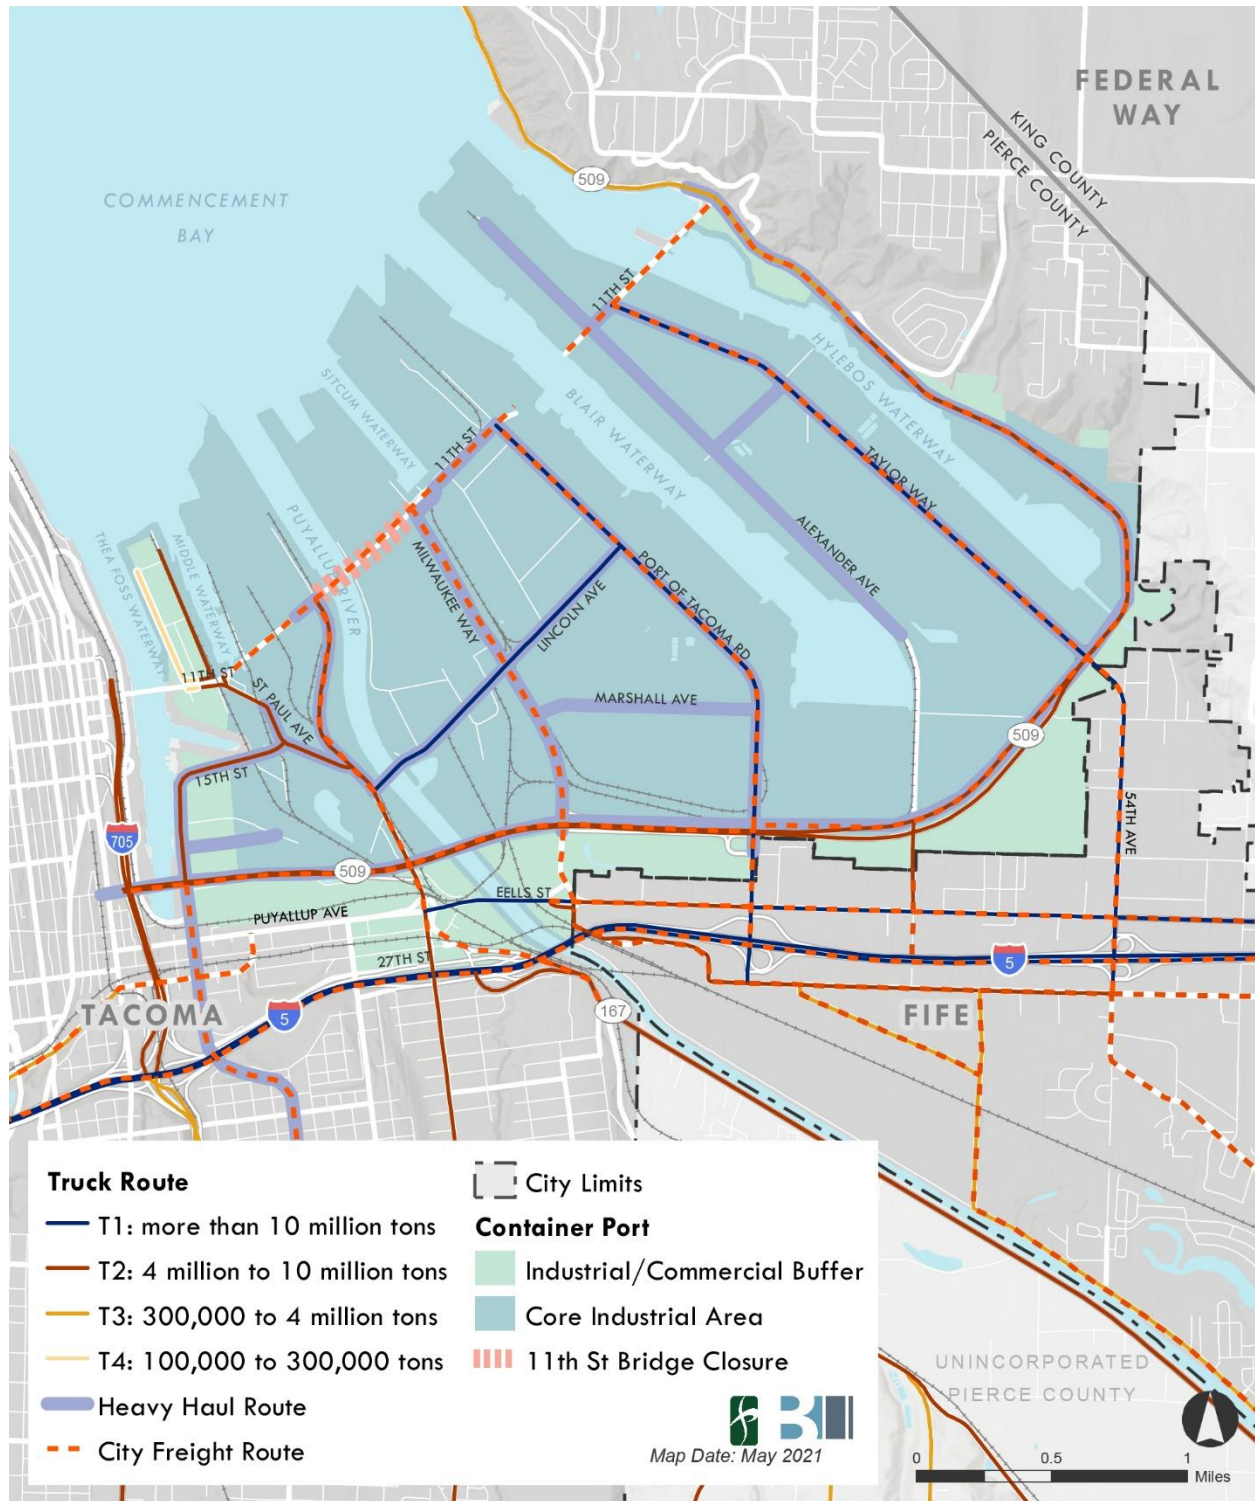 FEDERAL
WAY
KING COUNTY
PIERCE COUNTY
COMMENCEMENT
BAY
509
11TH ST
HYLEBOS WATERWAY
SITCUM WATERWAY
BLAIR WATERWAY
11TH ST
TAYLOR WAY
PUYALLUP RIVER
ALEXANDER AVE
THEA FOSS WATERWAY
MIDDLE WATERWAY
MILWAUKEE WAY
LINCOLN AVE
PORT OF TACOMA RD
11TH ST
ST PAUL AVE
MARSHALL AVE
509
15TH ST
54TH AVE
705
509
EELLS ST
PUYALLUP AVE
27TH ST
5
TACOMA
5
167
FIFE
Truck Route
T1: more than 10 million tons
T2: 4 million to 10 million tons
T3: 300,000 to 4 million tons
T4: 100,000 to 300,000 tons
Heavy Haul Route
City Freight Route
City Limits
Container Port
Industrial/Commercial Buffer
Core Industrial Area
11th St Bridge Closure
Map Date: May 2021
UNINCORPORATED
PIERCE COUNTY
0 0.5 1
Miles